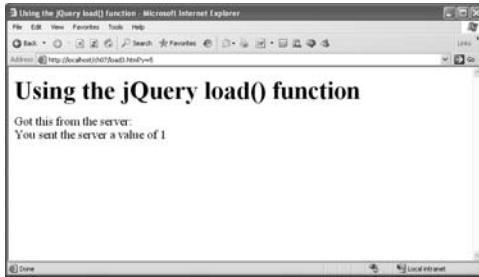 Using the jQuery load() function - Microsoft Internet Explorer
File Edit View Favorites Tools Help
Back Search Favorites
Address http://localhost/ch07/load3.html?y=6 Go Links
Using the jQuery load() function
Got this from the server:
You sent the server a value of 1
Done Local intranet